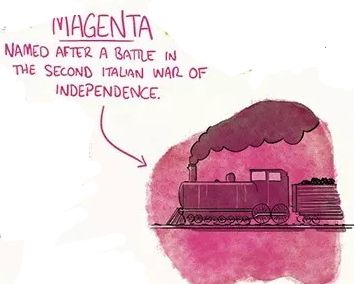 MAGENTA
NAMED AFTER A BATTLE IN
THE SECOND ITALIAN WAR OF
INDEPENDENCE.